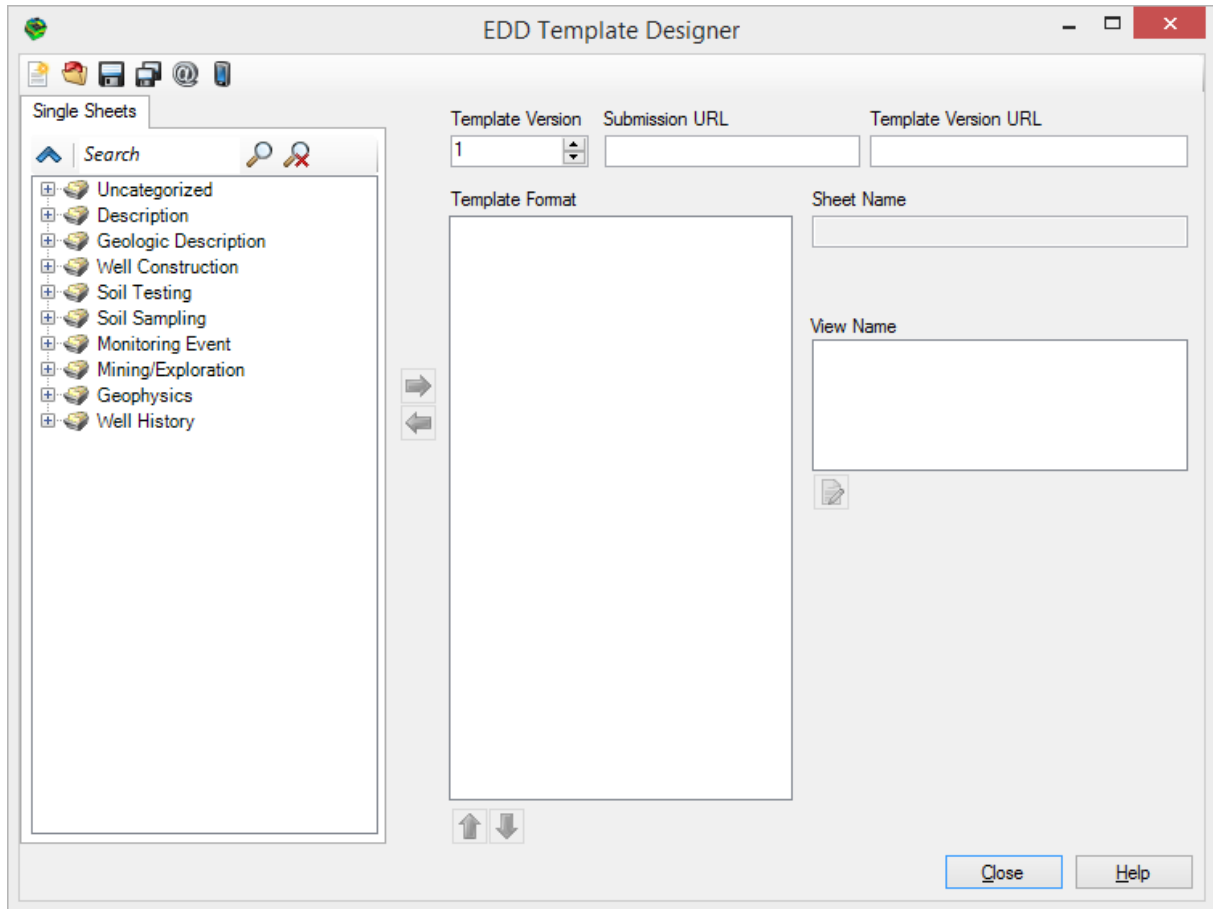 EDD Template Designer
Single Sheets
Search
Uncategorized
Description
Geologic Description
Well Construction
Soil Testing
Soil Sampling
Monitoring Event
Mining/Exploration
Geophysics
Well History
Template Version Submission URL Template Version URL
1
Template Format Sheet Name
View Name
Close Help